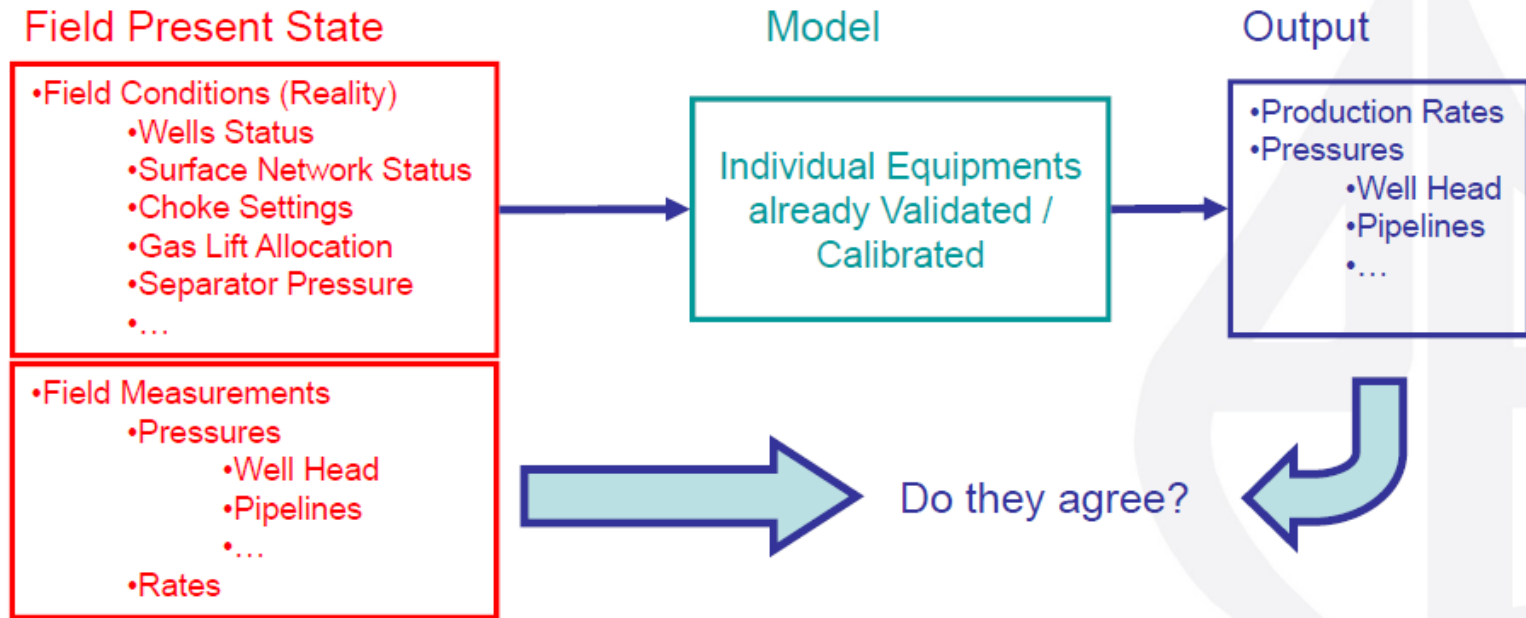 Field Present State
•Field Conditions (Reality)
•Wells Status
•Surface Network Status
•Choke Settings
•Gas Lift Allocation
•Separator Pressure
•…
•Field Measurements
•Pressures
•Well Head
•Pipelines
•…
•Rates
Model
Individual Equipments
already Validated /
Calibrated
Output
•Production Rates
•Pressures
•Well Head
•Pipelines
•…
Do they agree?